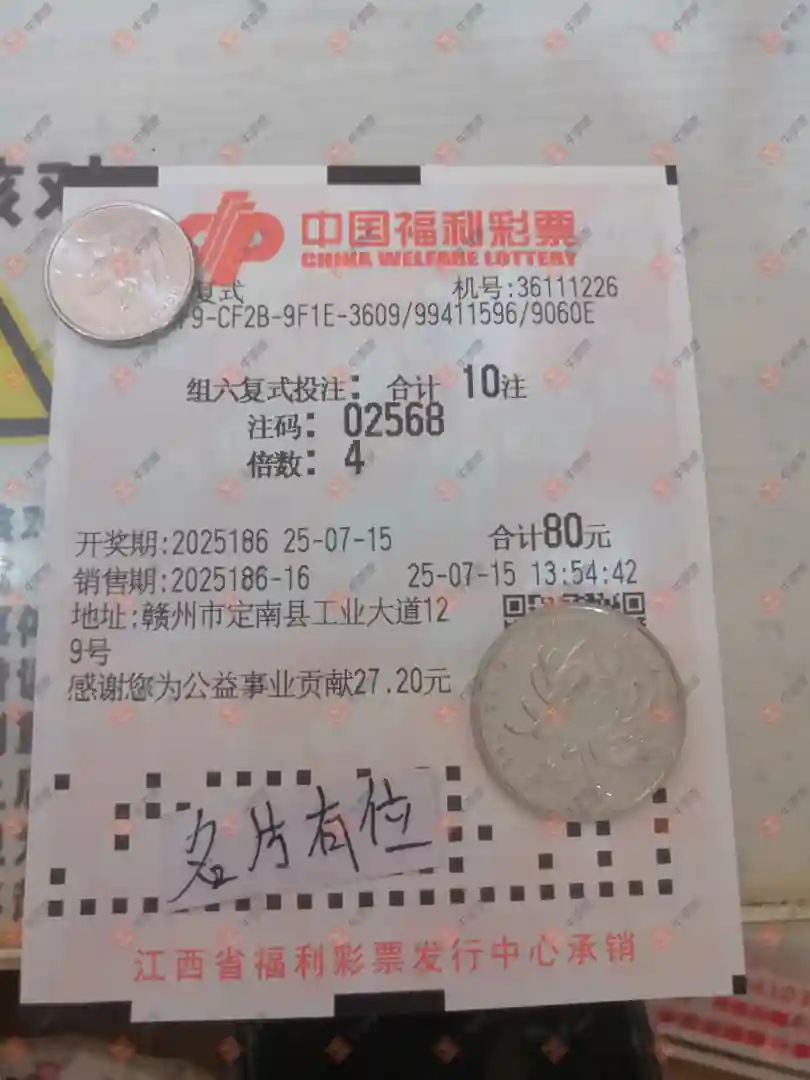 中国福利彩票
CHINA WELFARE LOTTERY
复式 机号:36111226
F9-CF2B-9F1E-3609/99411596/9060E
组六复式投注: 合计 10注
注码: 02568
倍数: 4
开奖期:2025186 25-07-15 合计80元
销售期:2025186-16 25-07-15 13:54:42
地址:赣州市定南县工业大道12
9号
感谢您为公益事业贡献27.20元
名片有位
江西省福利彩票发行中心承销